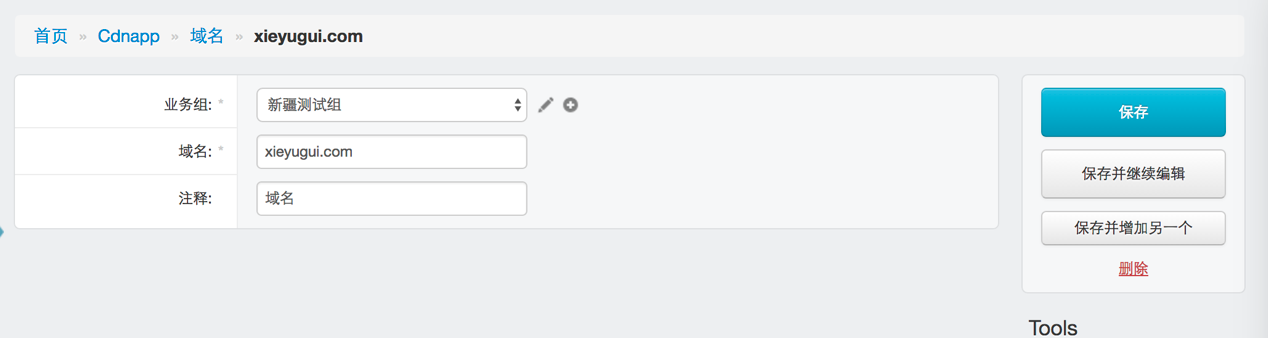 首页 » Cdnapp » 域名 » xieyugui.com
业务组: * 新疆测试组
域名: * xieyugui.com
注释: 域名
保存
保存并继续编辑
保存并增加另一个
删除
Tools